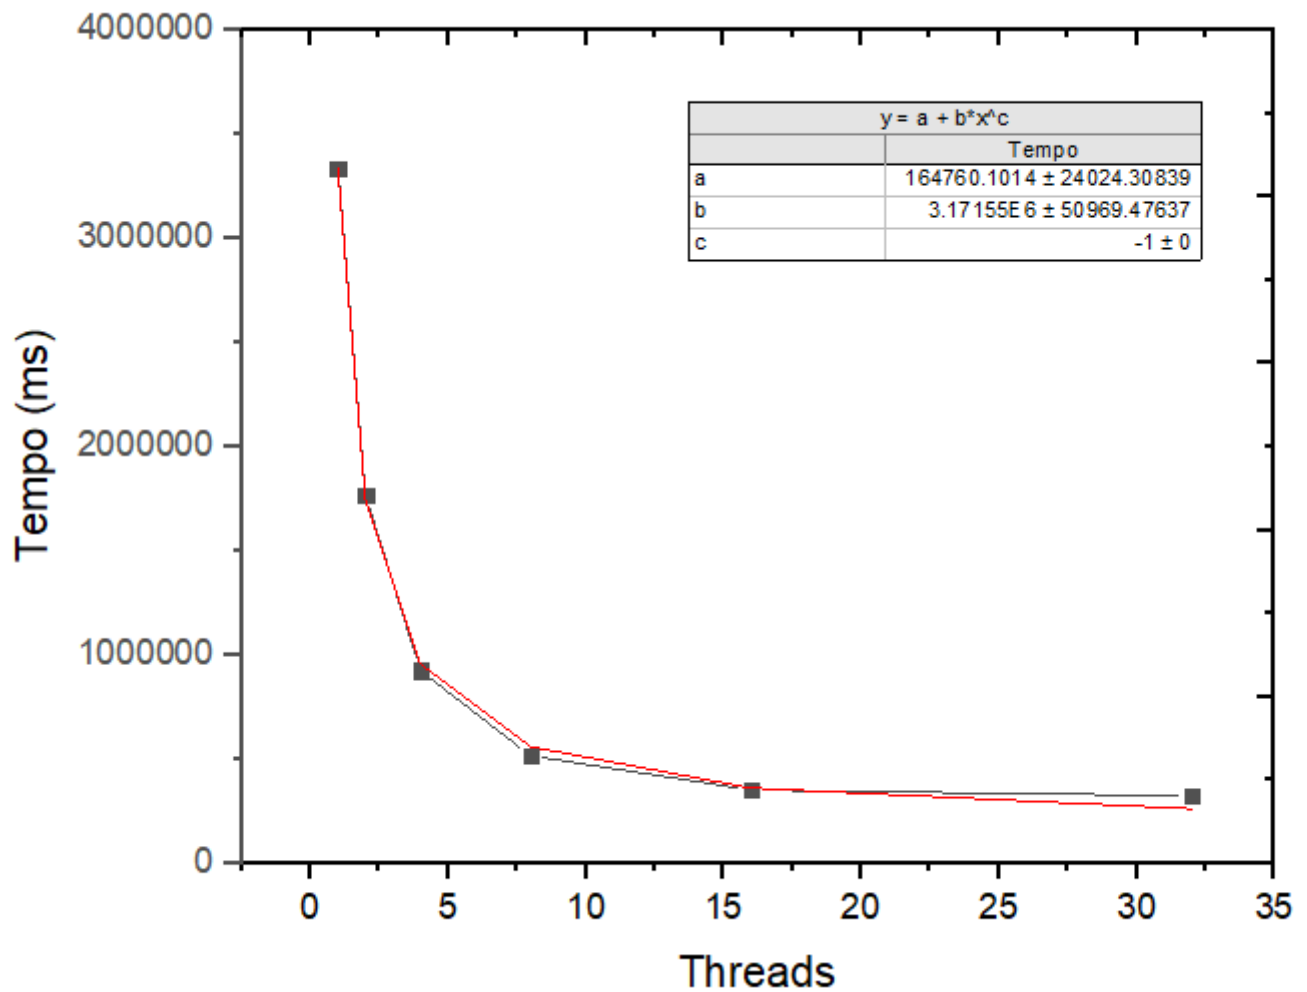 4000000
3000000
2000000
1000000
0
Tempo (ms)
y = a + b*x^c
Tempo
a 164760.1014 ± 24024.30839
b 3.17155E6 ± 50969.47637
c -1 ± 0
0 5 10 15 20 25 30 35
Threads